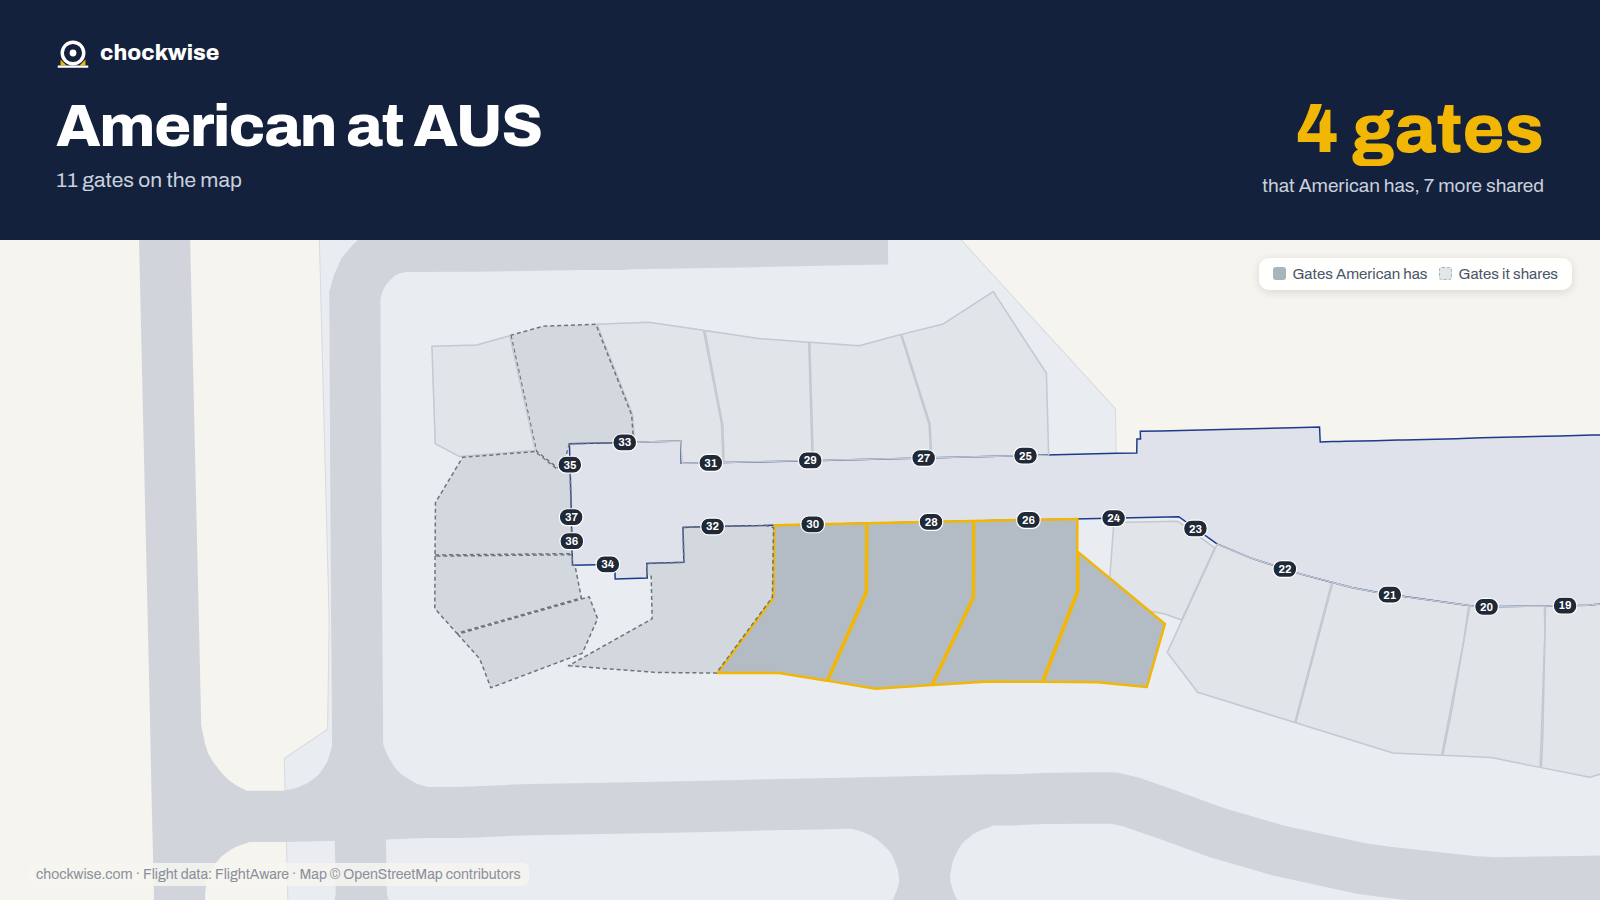 chockwise
American at AUS
11 gates on the map
4 gates
that American has, 7 more shared
Gates American has
Gates it shares
33
35
31
29
27
25
37
36
34
32
30
28
26
24
23
22
21
20
19
chockwise.com · Flight data: FlightAware · Map © OpenStreetMap contributors